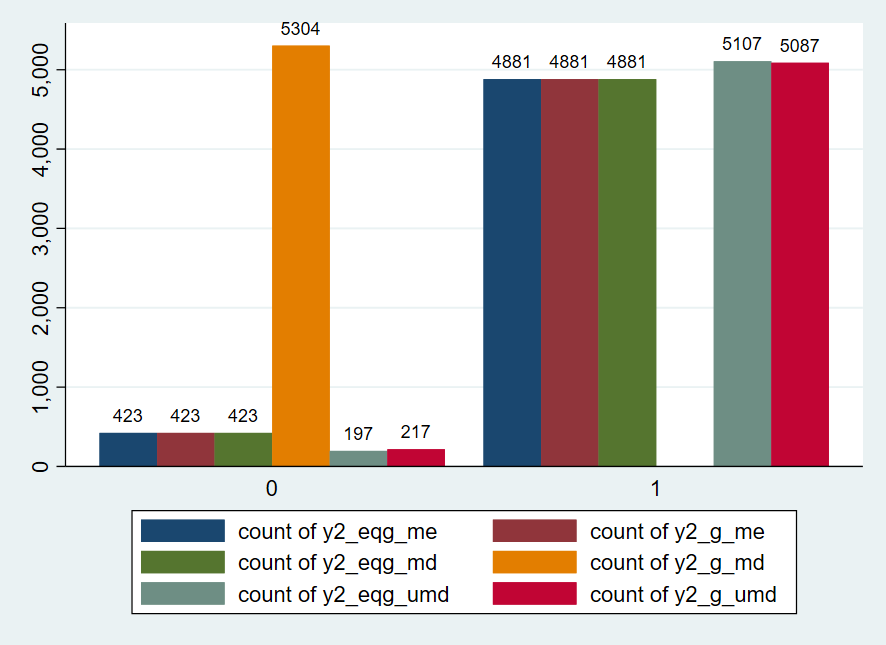 5304
5107
5087
4881 4881 4881
5,000
4,000
3,000
2,000
1,000
0
423 423 423
197
217
0 1
count of y2_eqg_me count of y2_g_me
count of y2_eqg_md count of y2_g_md
count of y2_eqg_umd count of y2_g_umd